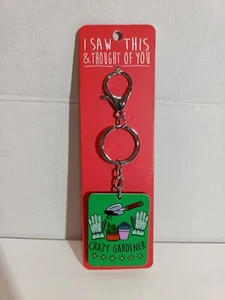 I SAW THIS
& THOUGHT OF YOU
CRAZY GARDENER